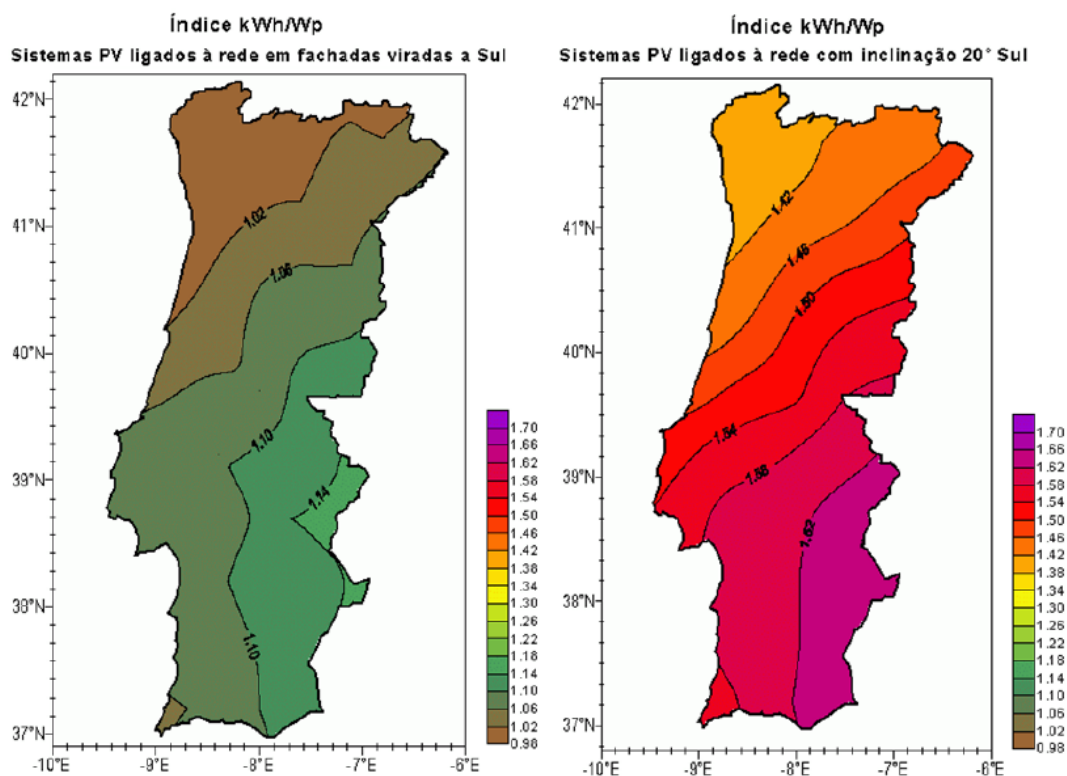 Índice kWh/Wp
Sistemas PV ligados à rede em fachadas viradas a Sul
42°N
41°N
40°N
39°N
38°N
37°N
-10°E
-9°E
-8°E
-7°E
-6°E
1.02
1.06
1.10
1.14
1.10
1.70
1.66
1.62
1.58
1.54
1.50
1.46
1.42
1.38
1.34
1.30
1.26
1.22
1.18
1.14
1.10
1.06
1.02
0.98
Índice kWh/Wp
Sistemas PV ligados à rede com inclinação 20° Sul
42°N
41°N
40°N
39°N
38°N
37°N
-10°E
-9°E
-8°E
-7°E
-6°E
1.42
1.46
1.50
1.54
1.58
1.62
1.70
1.66
1.62
1.58
1.54
1.50
1.46
1.42
1.38
1.34
1.30
1.26
1.22
1.18
1.14
1.10
1.06
1.02
0.98